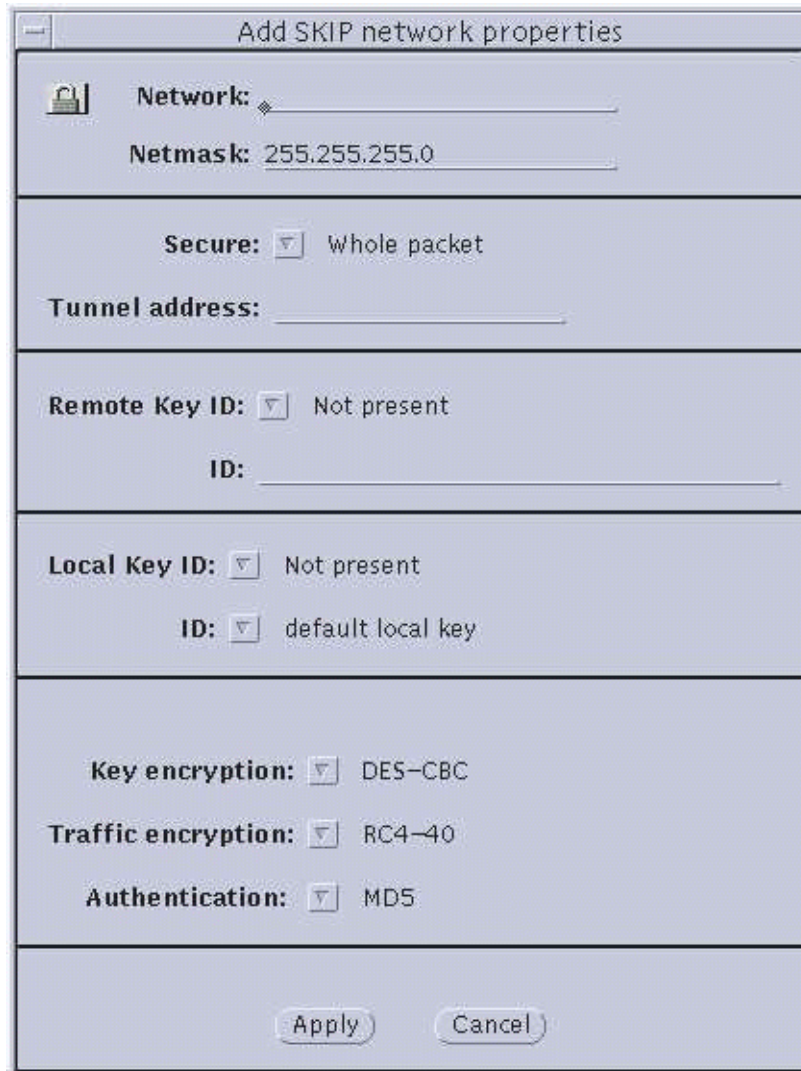 Add SKIP network properties
Network:
Netmask: 255.255.255.0
Secure: Whole packet
Tunnel address:
Remote Key ID: Not present
ID:
Local Key ID: Not present
ID: default local key
Key encryption: DES-CBC
Traffic encryption: RC4-40
Authentication: MD5
Apply Cancel